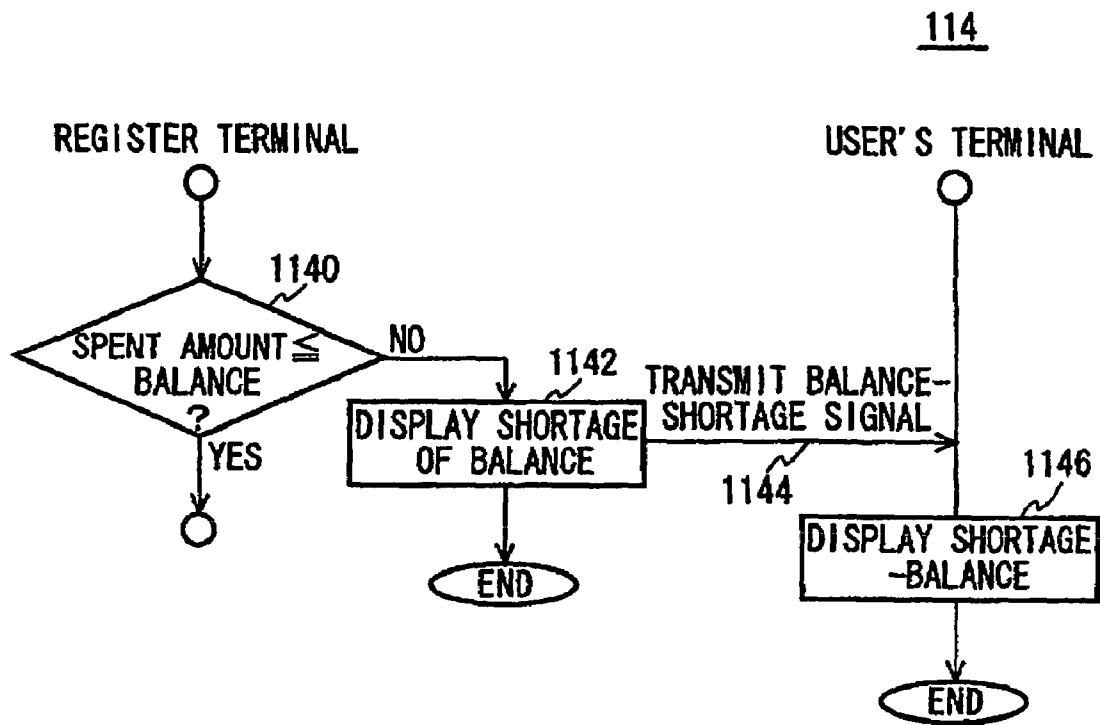 114
REGISTER TERMINAL
USER'S TERMINAL
1140
SPENT AMOUNT ≦
BALANCE
?
NO
YES
1142
DISPLAY SHORTAGE
OF BALANCE
TRANSMIT BALANCE-
SHORTAGE SIGNAL
1144
1146
DISPLAY SHORTAGE
-BALANCE
END
END